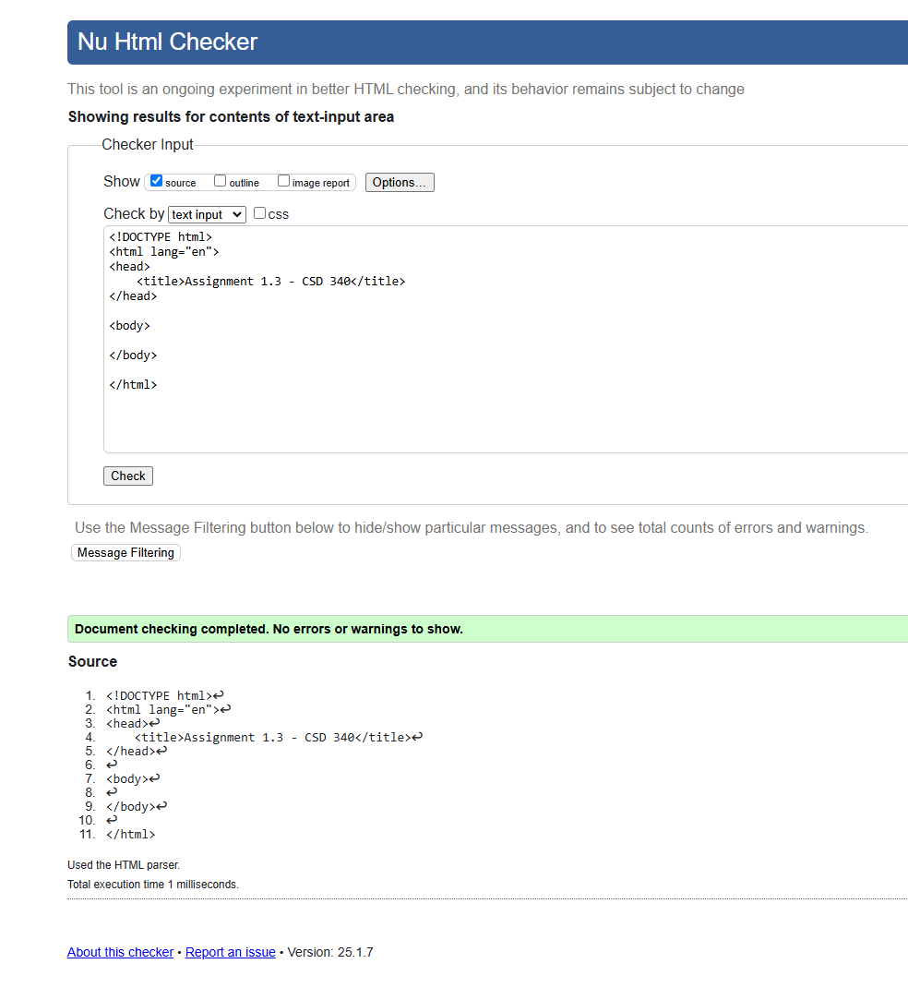 Nu Html Checker
This tool is an ongoing experiment in better HTML checking, and its behavior remains subject to change
Showing results for contents of text-input area
Checker Input
Show source outline image report Options...
Check by text input css
<!DOCTYPE html>
<html lang="en">
<head>
    <title>Assignment 1.3 - CSD 340</title>
</head>
<body>
</body>
</html>
Check
Use the Message Filtering button below to hide/show particular messages, and to see total counts of errors and warnings.
Message Filtering
Document checking completed. No errors or warnings to show.
Source
1. <!DOCTYPE html>↩
2. <html lang="en">↩
3. <head>↩
4.     <title>Assignment 1.3 - CSD 340</title>↩
5. </head>↩
6. ↩
7. <body>↩
8. ↩
9. </body>↩
10. ↩
11. </html>
Used the HTML parser.
Total execution time 1 milliseconds.
About this checker • Report an issue • Version: 25.1.7